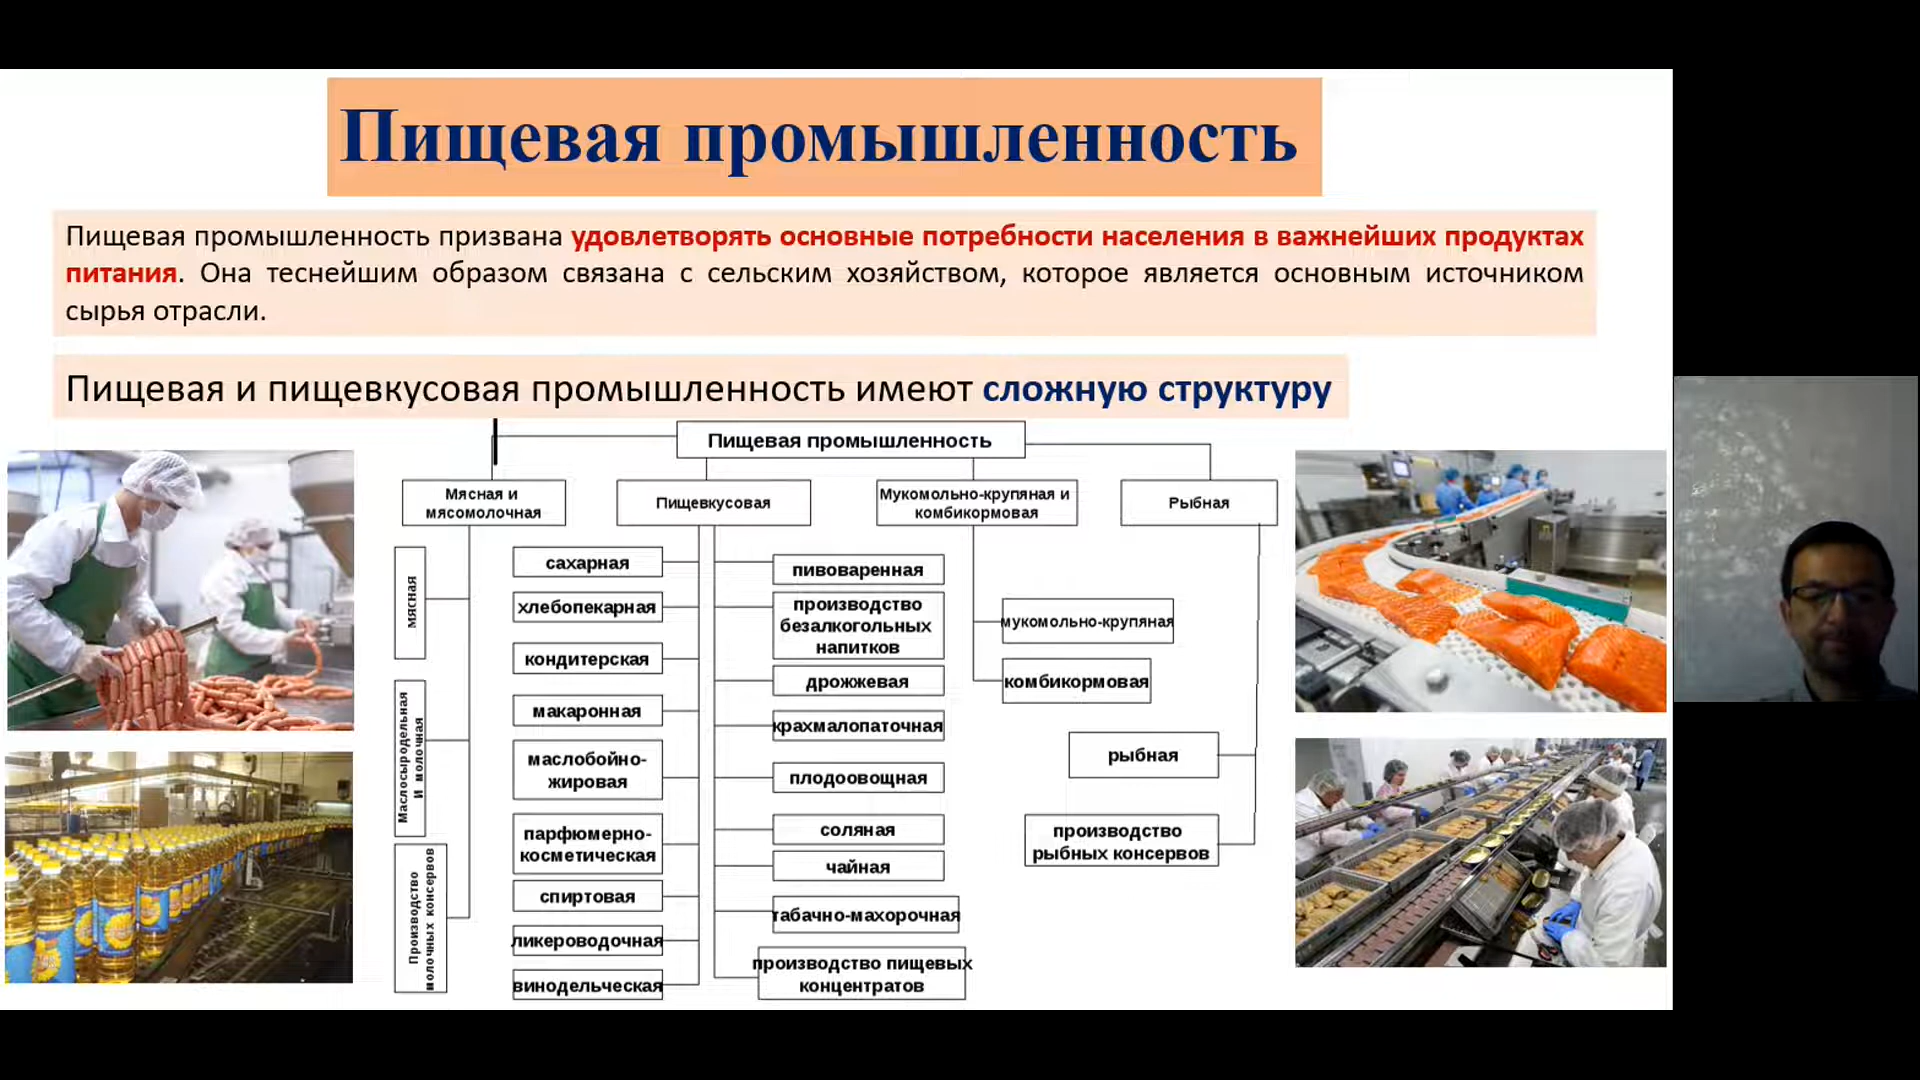 Пищевая промышленность
Пищевая промышленность призвана удовлетворять основные потребности населения в важнейших продуктах
питания. Она теснейшим образом связана с сельским хозяйством, которое является основным источником
сырья отрасли.
Пищевая и пищевкусовая промышленность имеют сложную структуру
Пищевая промышленность
Мясная и
мясомолочная
мясная
Маслосыродельная
И молочная
Производство
молочных консервов
Пищевкусовая
сахарная
хлебопекарная
кондитерская
макаронная
маслобойно-
жировая
парфюмерно-
косметическая
спиртовая
ликероводочная
винодельческая
пивоваренная
производство
безалкогольных
напитков
дрожжевая
крахмалопаточная
плодоовощная
соляная
чайная
табачно-махорочная
производство пищевых
концентратов
Мукомольно-крупяная и
комбикормовая
мукомольно-крупяная
комбикормовая
Рыбная
рыбная
производство
рыбных консервов